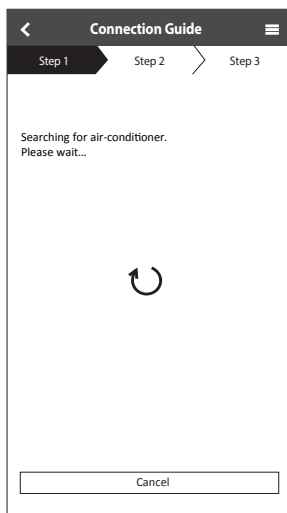 Connection Guide
Step 1 Step 2 Step 3
Searching for air-conditioner.
Please wait...
Cancel